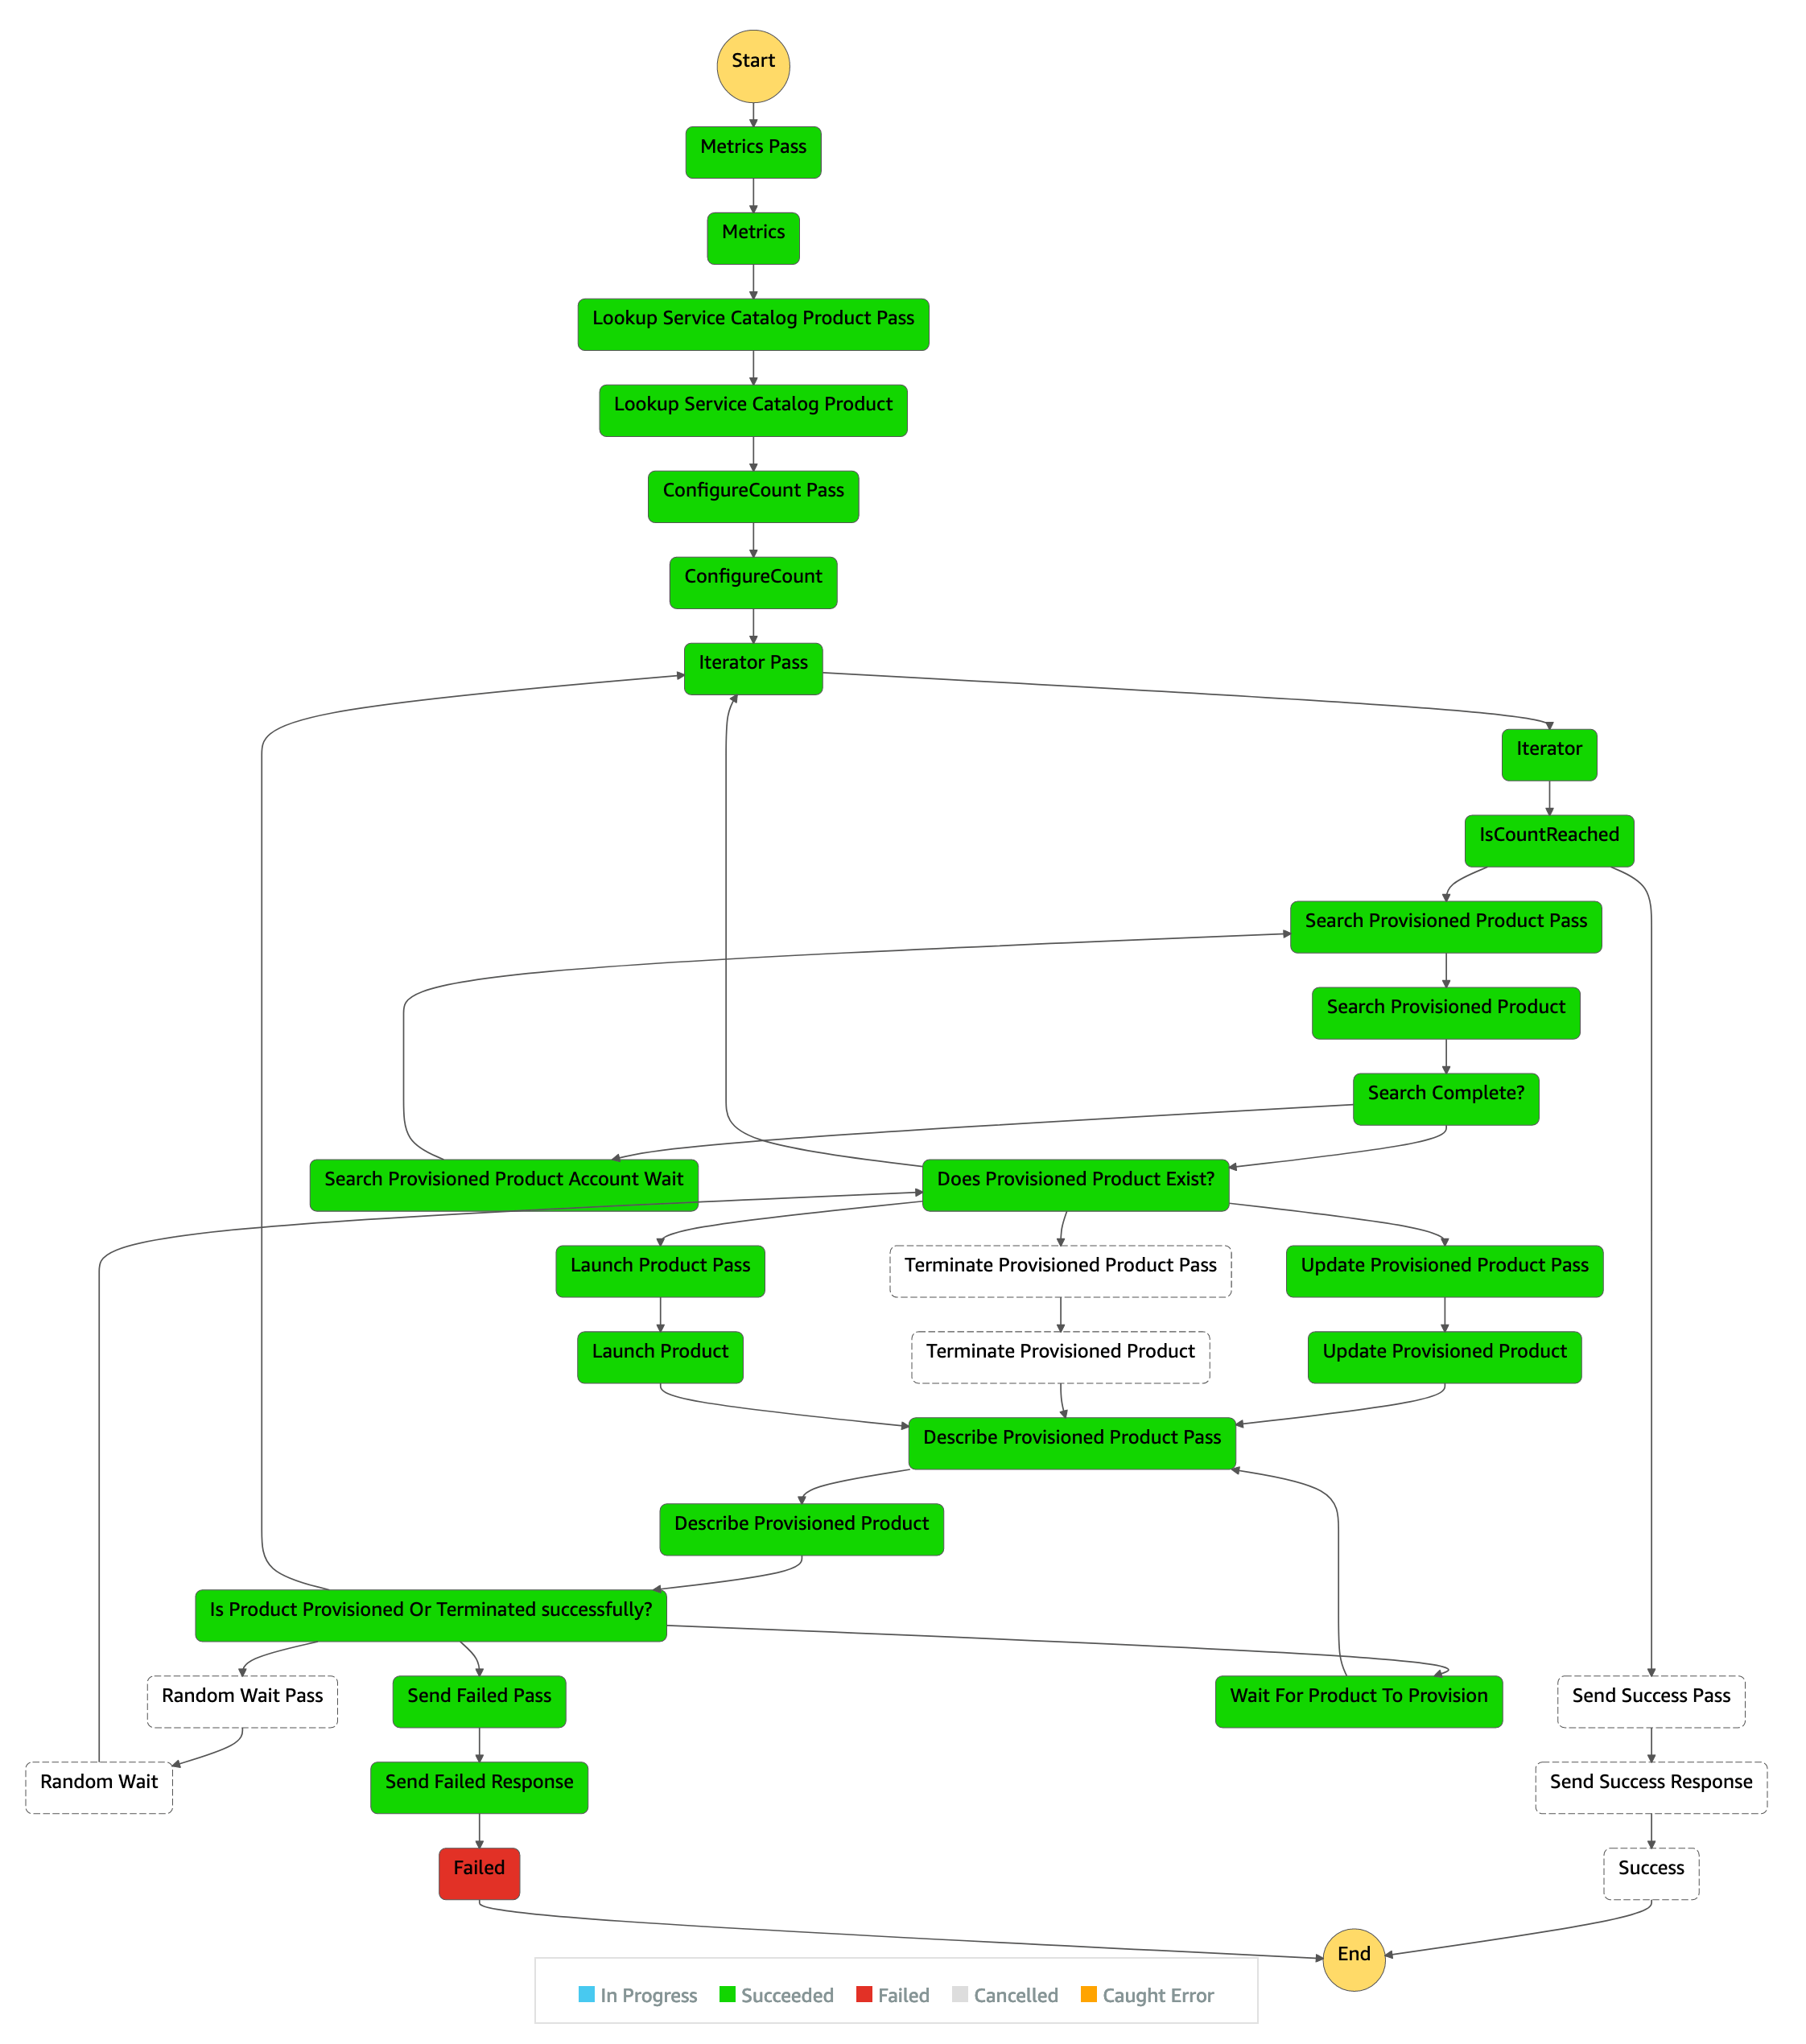 Start
Metrics Pass
Metrics
Lookup Service Catalog Product Pass
Lookup Service Catalog Product
ConfigureCount Pass
ConfigureCount
Iterator Pass
Iterator
IsCountReached
Search Provisioned Product Pass
Search Provisioned Product
Search Complete?
Search Provisioned Product Account Wait
Does Provisioned Product Exist?
Launch Product Pass
Terminate Provisioned Product Pass
Update Provisioned Product Pass
Launch Product
Terminate Provisioned Product
Update Provisioned Product
Describe Provisioned Product Pass
Describe Provisioned Product
Is Product Provisioned Or Terminated successfully?
Random Wait Pass
Send Failed Pass
Wait For Product To Provision
Send Success Pass
Random Wait
Send Failed Response
Send Success Response
Failed
Success
End
In Progress
Succeeded
Failed
Cancelled
Caught Error